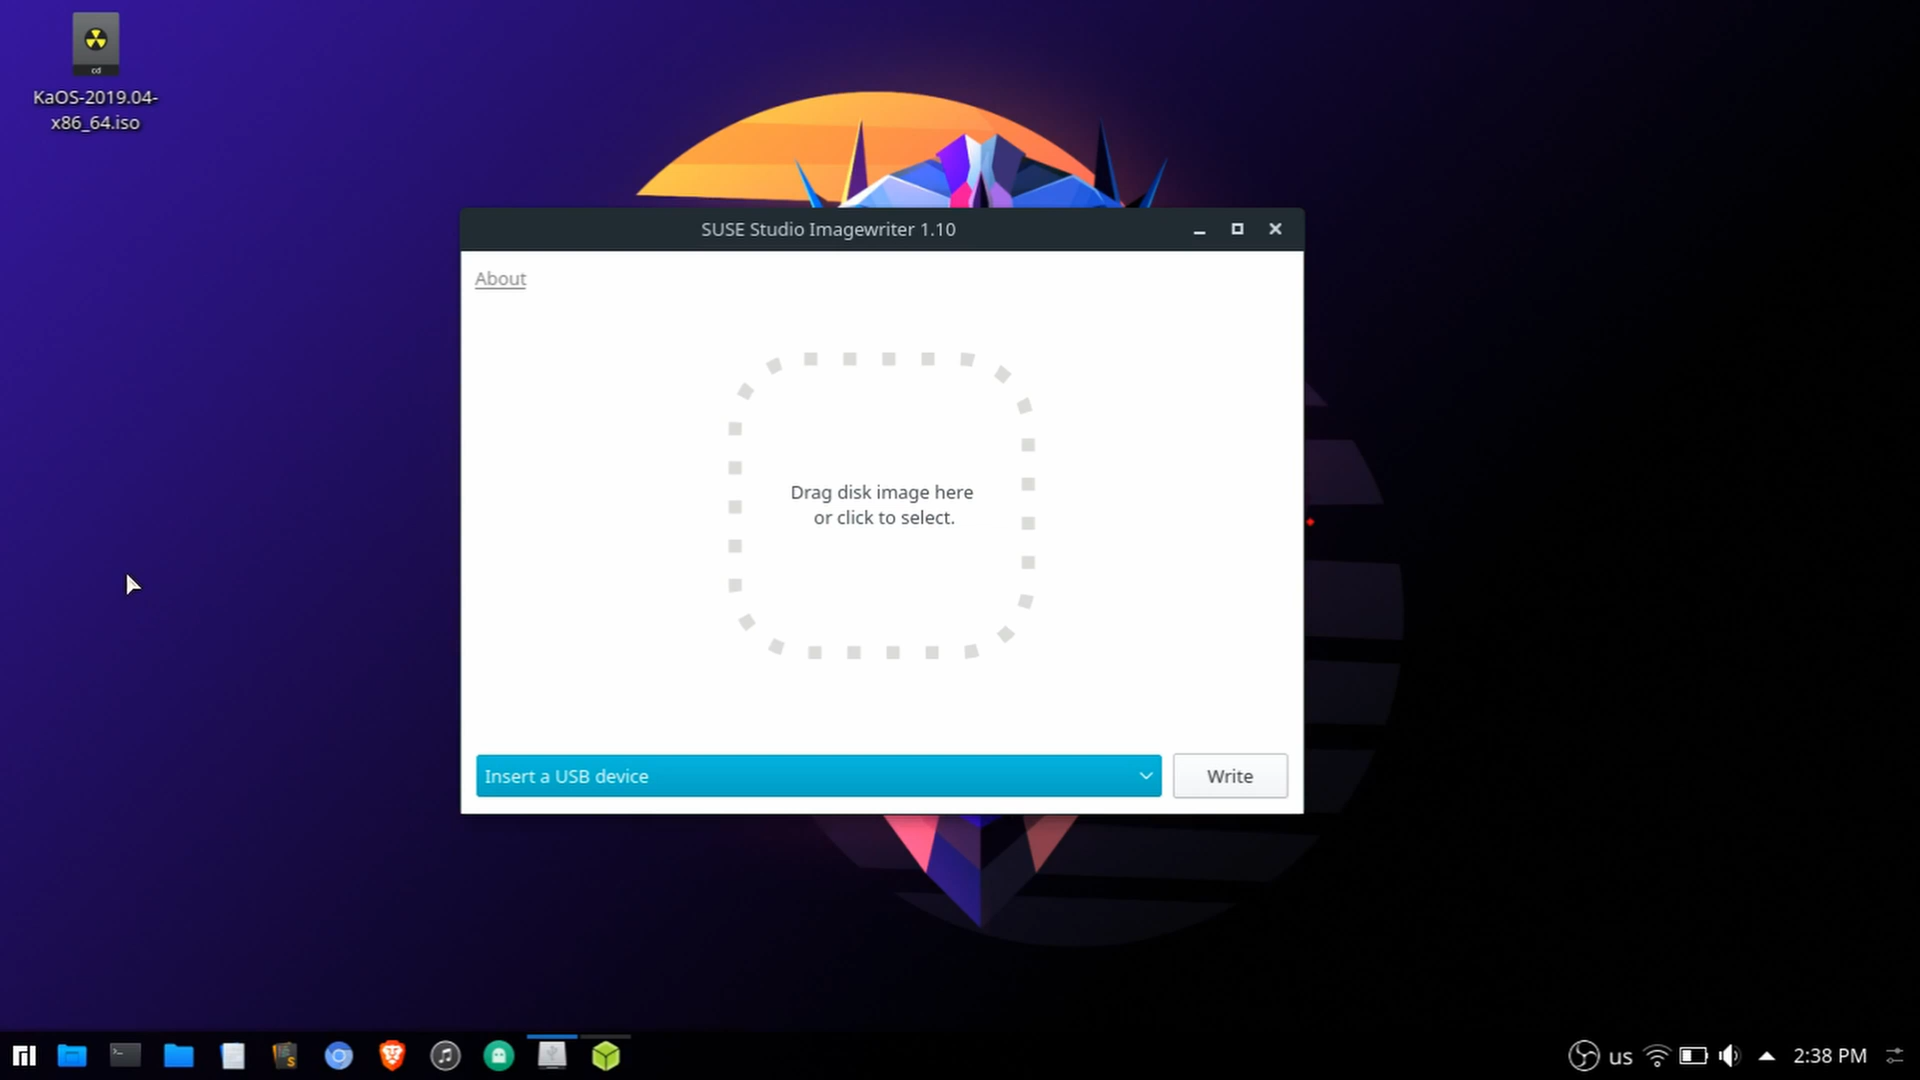 KaOS-2019.04-
x86_64.iso
cd
SUSE Studio Imagewriter 1.10
About
Drag disk image here
or click to select.
Insert a USB device
Write
us
2:38 PM